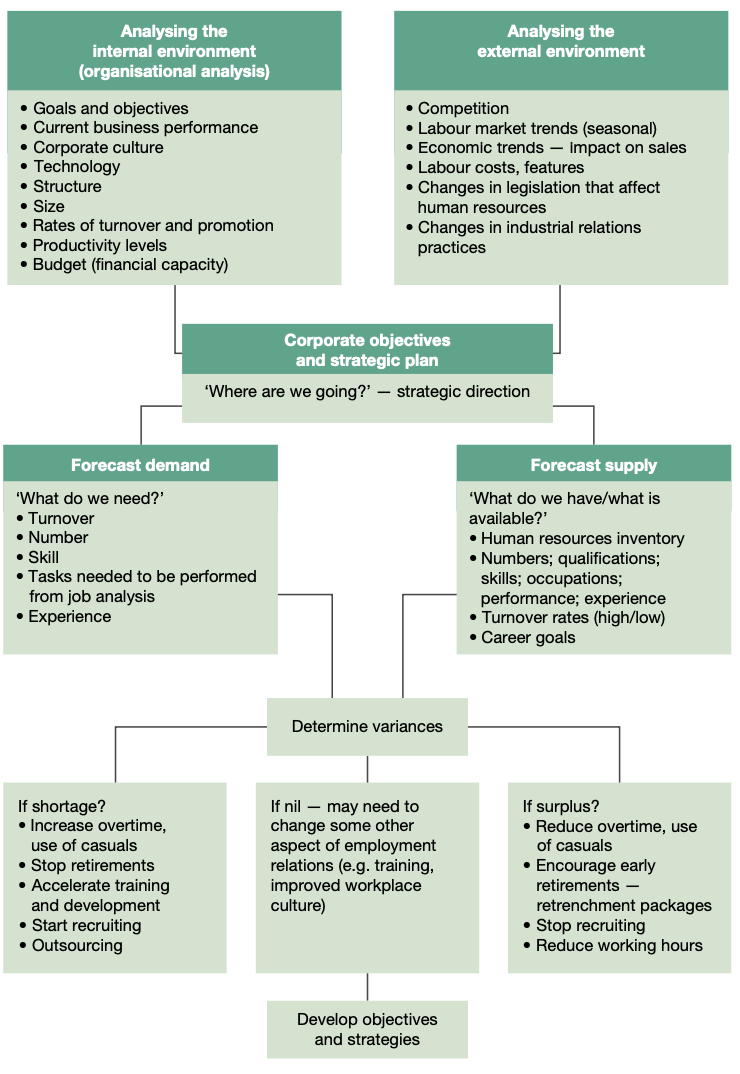 Analysing the
internal environment
(organisational analysis)
• Goals and objectives
• Current business performance
• Corporate culture
• Technology
• Structure
• Size
• Rates of turnover and promotion
• Productivity levels
• Budget (financial capacity)
Analysing the
external environment
• Competition
• Labour market trends (seasonal)
• Economic trends — impact on sales
• Labour costs, features
• Changes in legislation that affect
human resources
• Changes in industrial relations
practices
Corporate objectives
and strategic plan
‘Where are we going?’ — strategic direction
Forecast demand
‘What do we need?’
• Turnover
• Number
• Skill
• Tasks needed to be performed
from job analysis
• Experience
Forecast supply
‘What do we have/what is
available?’
• Human resources inventory
• Numbers; qualifications;
skills; occupations;
performance; experience
• Turnover rates (high/low)
• Career goals
Determine variances
If shortage?
• Increase overtime,
use of casuals
• Stop retirements
• Accelerate training
and development
• Start recruiting
• Outsourcing
If nil — may need to
change some other
aspect of employment
relations (e.g. training,
improved workplace
culture)
If surplus?
• Reduce overtime, use
of casuals
• Encourage early
retirements —
retrenchment packages
• Stop recruiting
• Reduce working hours
Develop objectives
and strategies